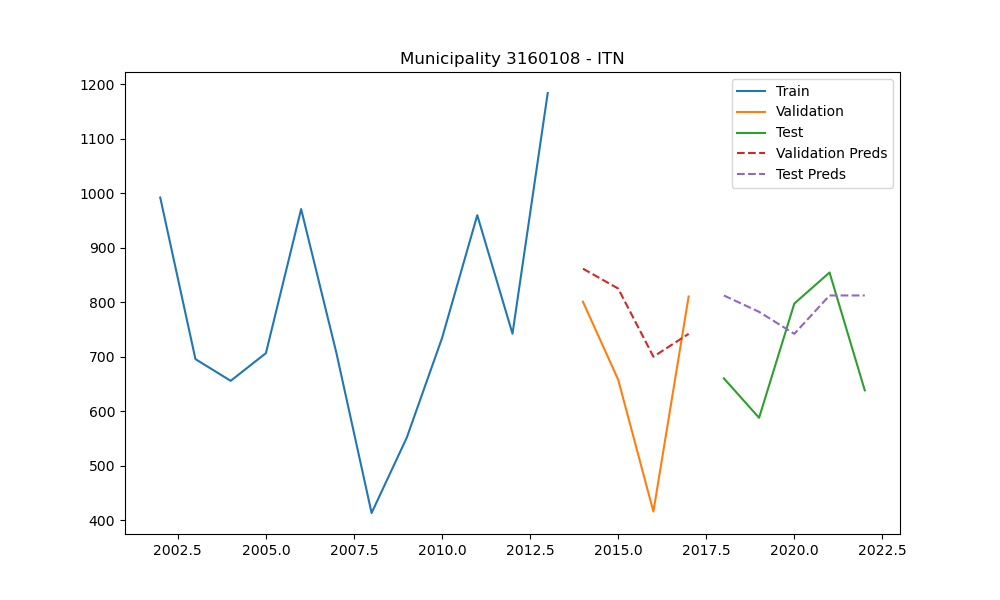 Municipality 3160108 - ITN
1200
1100
1000
900
800
700
600
500
400
Train
Validation
Test
Validation Preds
Test Preds
2002.5 2005.0 2007.5 2010.0 2012.5 2015.0 2017.5 2020.0 2022.5